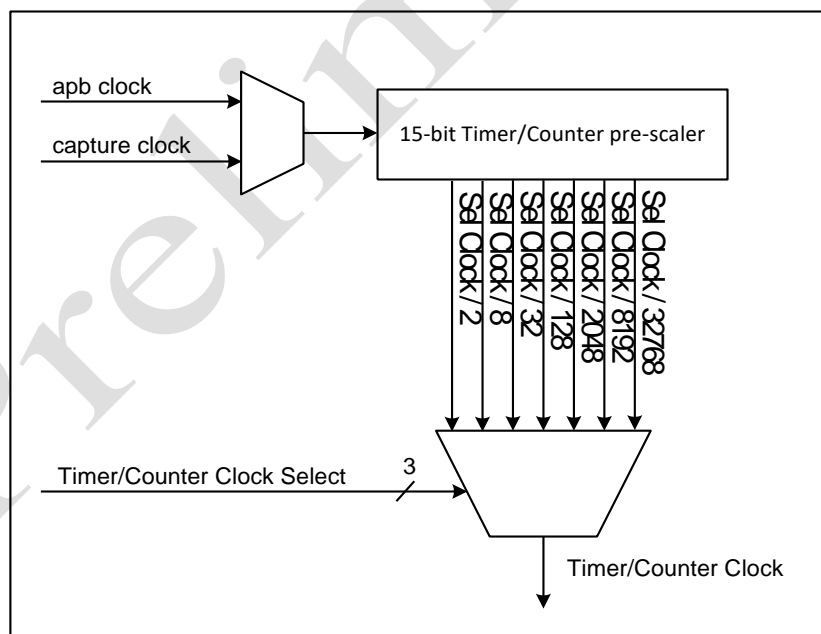 apb clock
capture clock
15-bit Timer/Counter pre-scaler
Sel Clock / 2
Sel Clock / 8
Sel Clock / 32
Sel Clock / 128
Sel Clock / 2048
Sel Clock / 8192
Sel Clock / 32768
Timer/Counter Clock Select
3
Timer/Counter Clock
Prelim